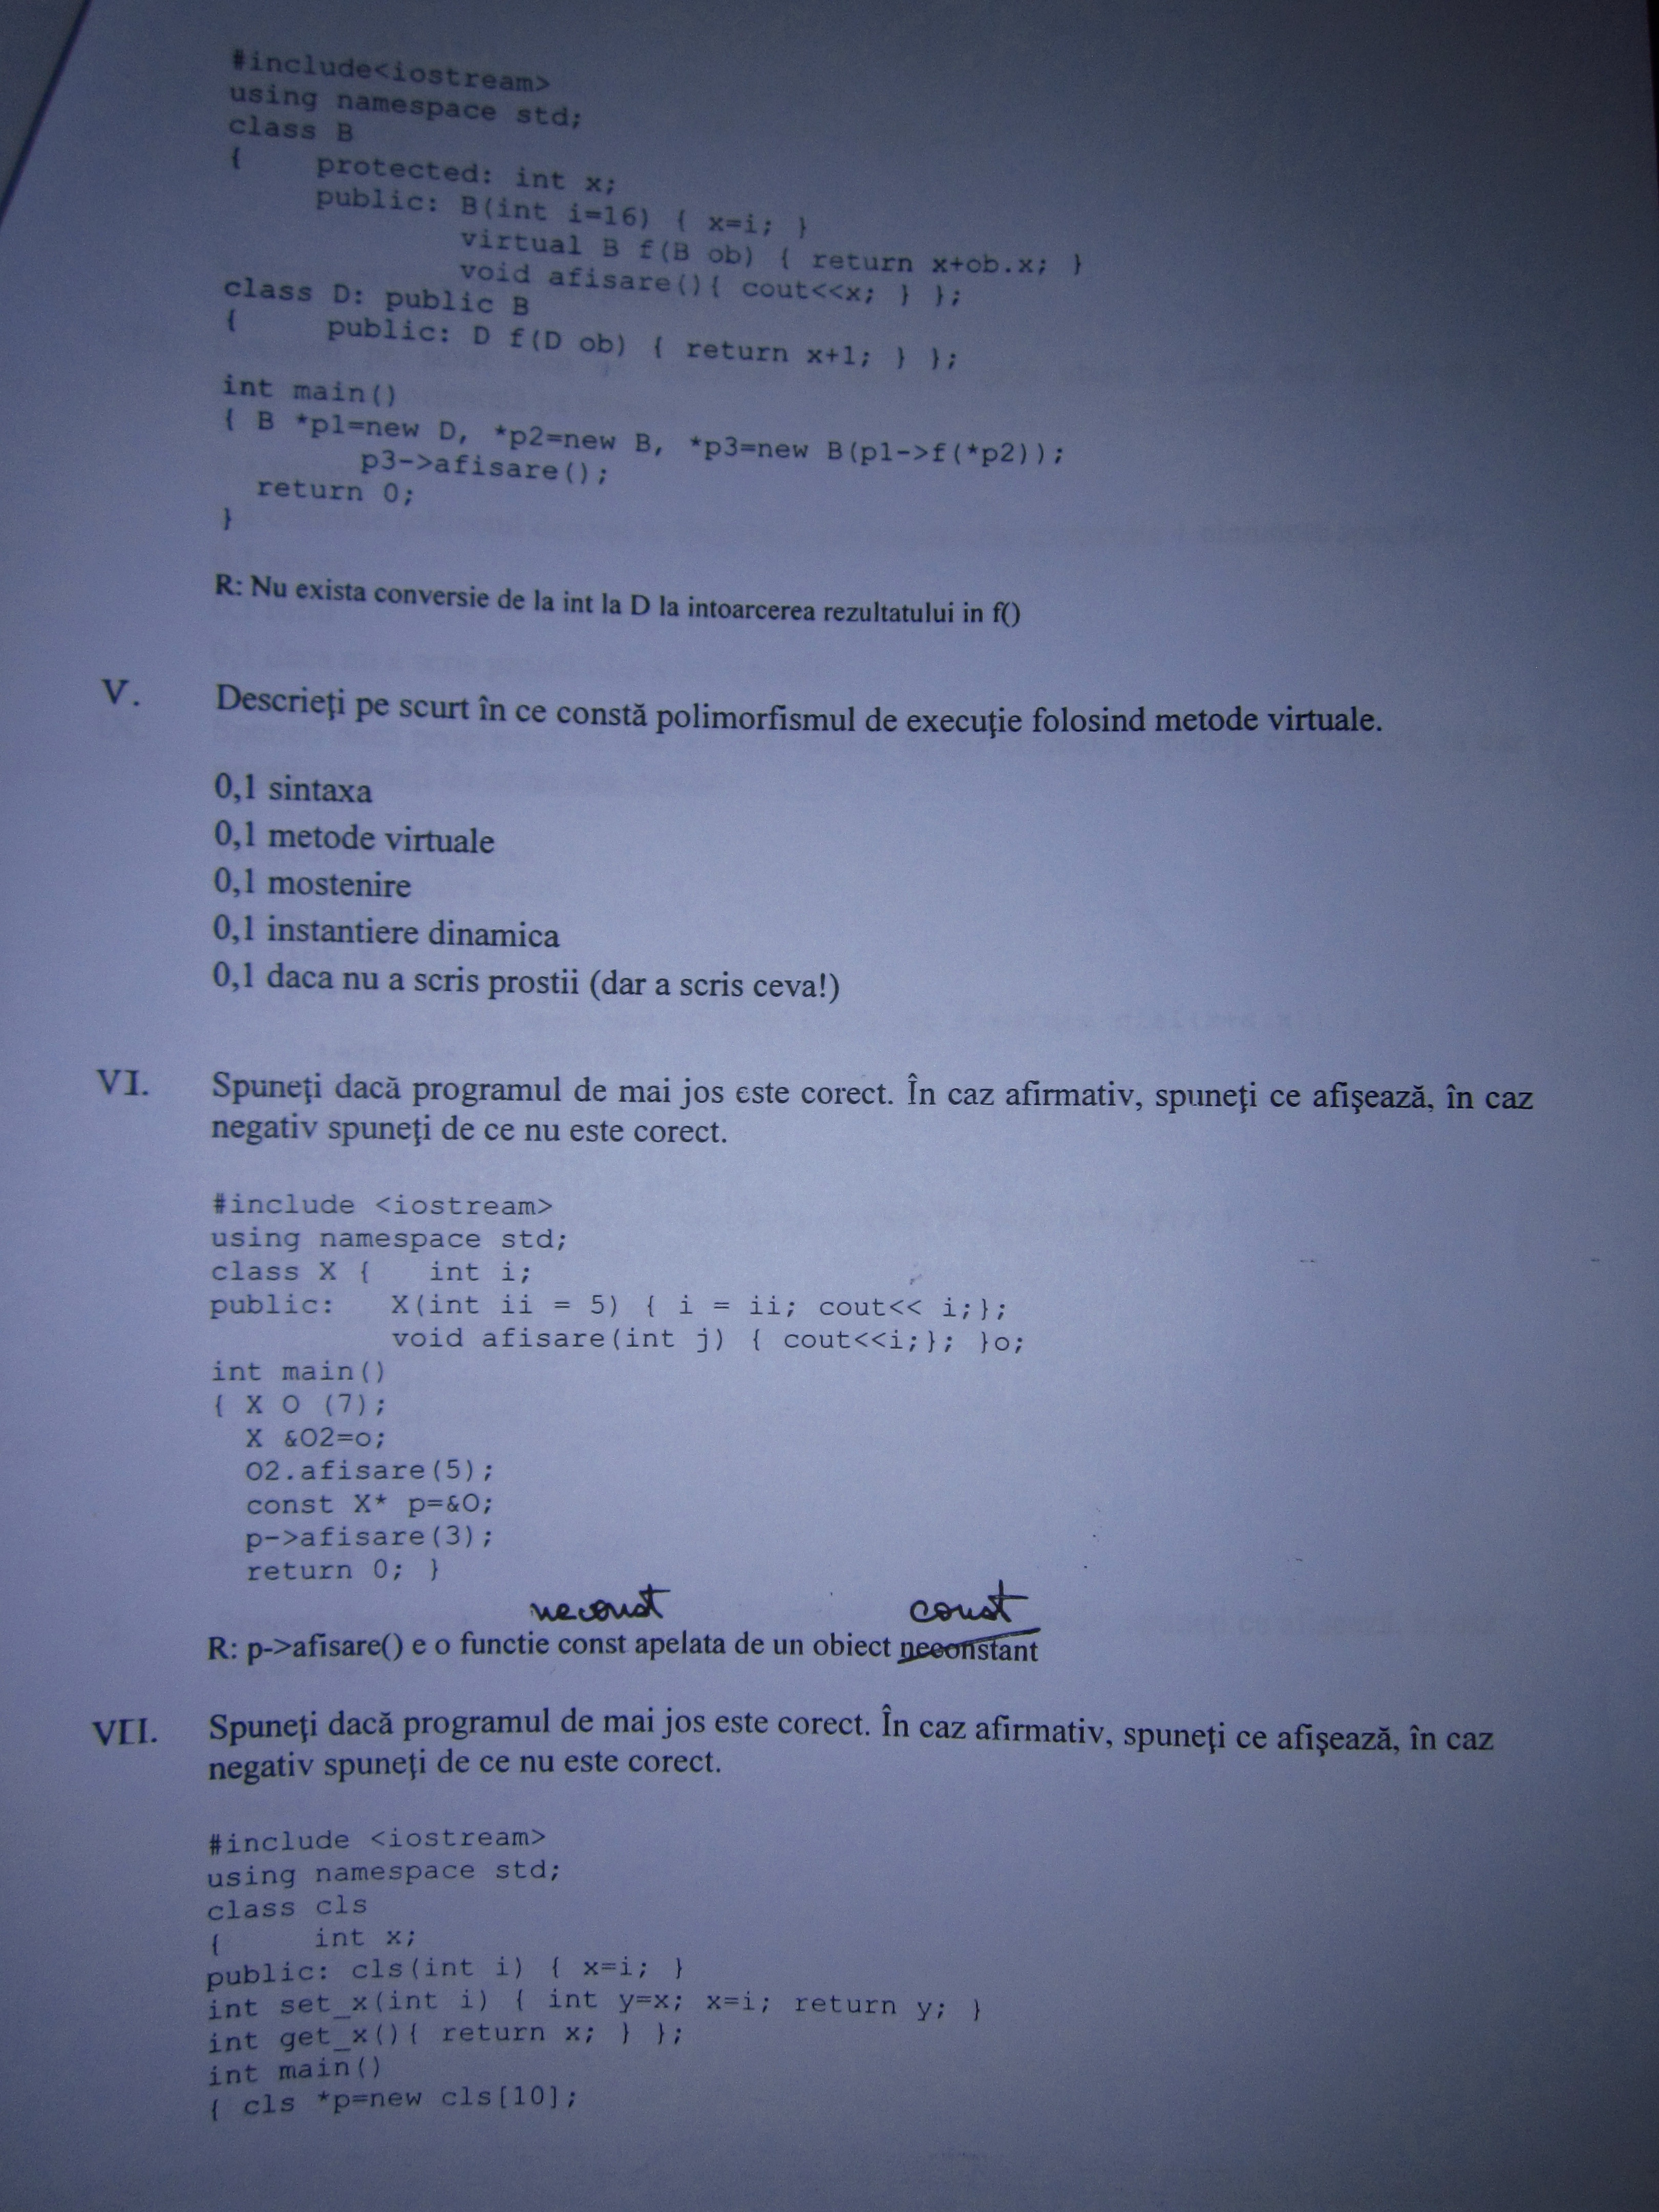 #include<iostream>
using namespace std;
class B
{ protected: int x;
public: B(int i=16) { x=i; }
virtual B f(B ob) { return x+ob.x; }
void afisare(){ cout<<x; } };
class D: public B
{ public: D f(D ob) { return x+1; } };
int main()
{ B *p1=new D, *p2=new B, *p3=new B(p1->f(*p2));
p3->afisare();
return 0;
}
R: Nu exista conversie de la int la D la intoarcerea rezultatului in f()
V. Descrieţi pe scurt în ce constă polimorfismul de execuţie folosind metode virtuale.
0,1 sintaxa
0,1 metode virtuale
0,1 mostenire
0,1 instantiere dinamica
0,1 daca nu a scris prostii (dar a scris ceva!)
VI. Spuneţi dacă programul de mai jos este corect. În caz afirmativ, spuneţi ce afişează, în caz
negativ spuneţi de ce nu este corect.
#include <iostream>
using namespace std;
class X { int i;
public: X(int ii = 5) { i = ii; cout<< i;};
void afisare(int j) { cout<<i;}; }o;
int main()
{ X O (7);
X &O2=o;
O2.afisare(5);
const X* p=&O;
p->afisare(3);
return 0; }
neconst const
R: p->afisare() e o functie const apelata de un obiect neconstant
VII. Spuneţi dacă programul de mai jos este corect. În caz afirmativ, spuneţi ce afişează, în caz
negativ spuneţi de ce nu este corect.
#include <iostream>
using namespace std;
class cls
{ int x;
public: cls(int i) { x=i; }
int set_x(int i) { int y=x; x=i; return y; }
int get_x(){ return x; } };
int main()
{ cls *p=new cls[10];